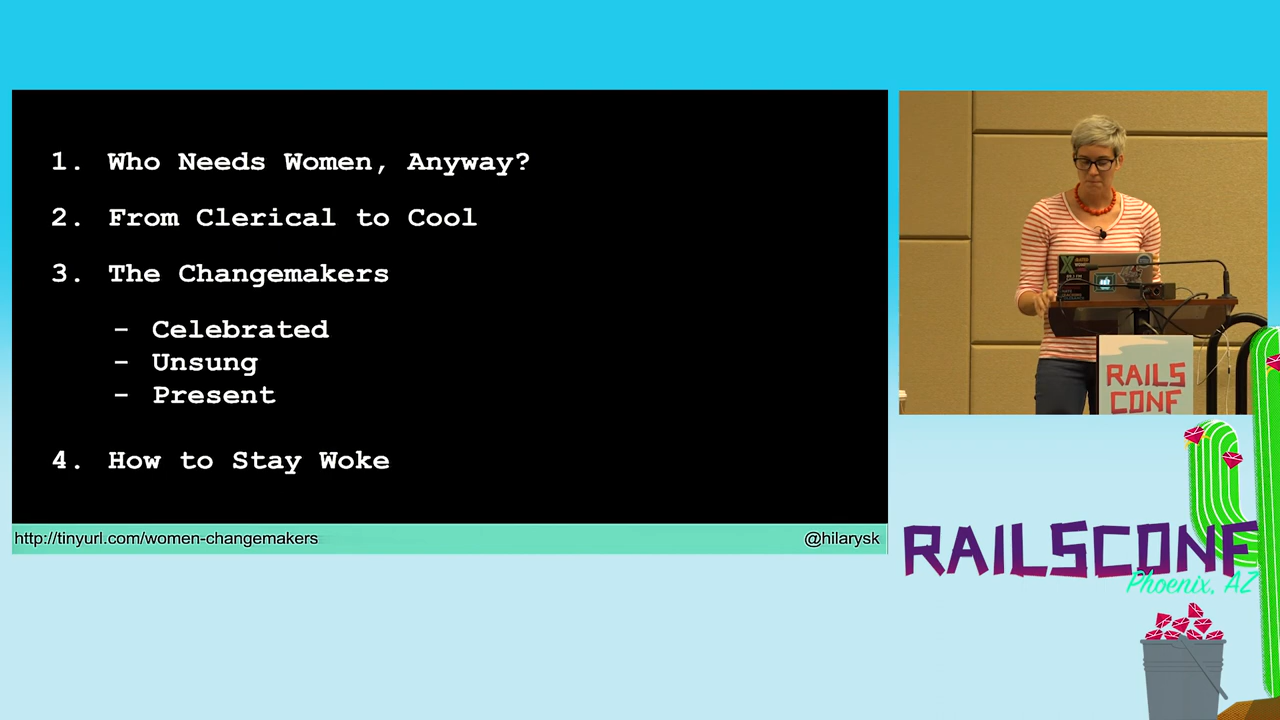 1. Who Needs Women, Anyway?
2. From Clerical to Cool
3. The Changemakers
- Celebrated
- Unsung
- Present
4. How to Stay Woke
http://tinyurl.com/women-changemakers @hilarysk
RAILS
CONF
RAILSCONF
Phoenix, AZ